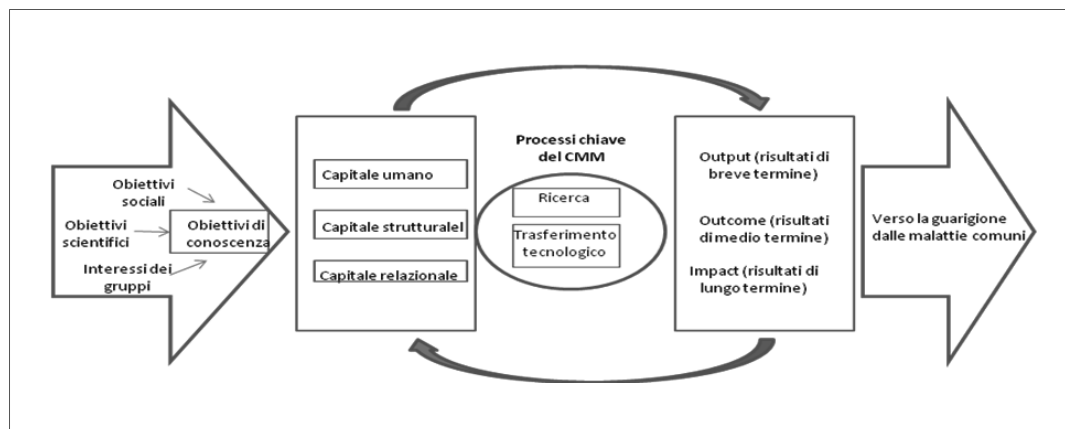 Obiettivi
sociali
Obiettivi
scientifici
Interessi dei
gruppi
Obiettivi di
conoscenza
Capitale umano
Capitale strutturalel
Capitale relazionale
Processi chiave
del CMM
Ricerca
Trasferimento
tecnologico
Output (risultati di
breve termine)
Outcome (risultati
di medio termine)
Impact (risultati di
lungo termine)
Verso la guarigione
dalle malattie comuni